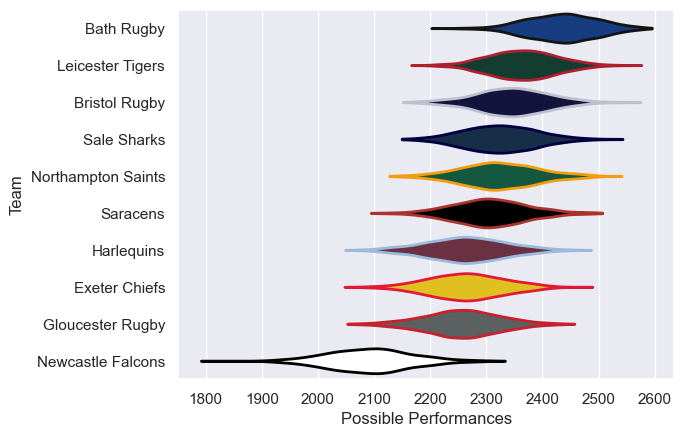 Bath Rugby
Leicester Tigers
Bristol Rugby
Sale Sharks
Northampton Saints
Saracens
Harlequins
Exeter Chiefs
Gloucester Rugby
Newcastle Falcons
Team
1800 1900 2000 2100 2200 2300 2400 2500 2600
Possible Performances